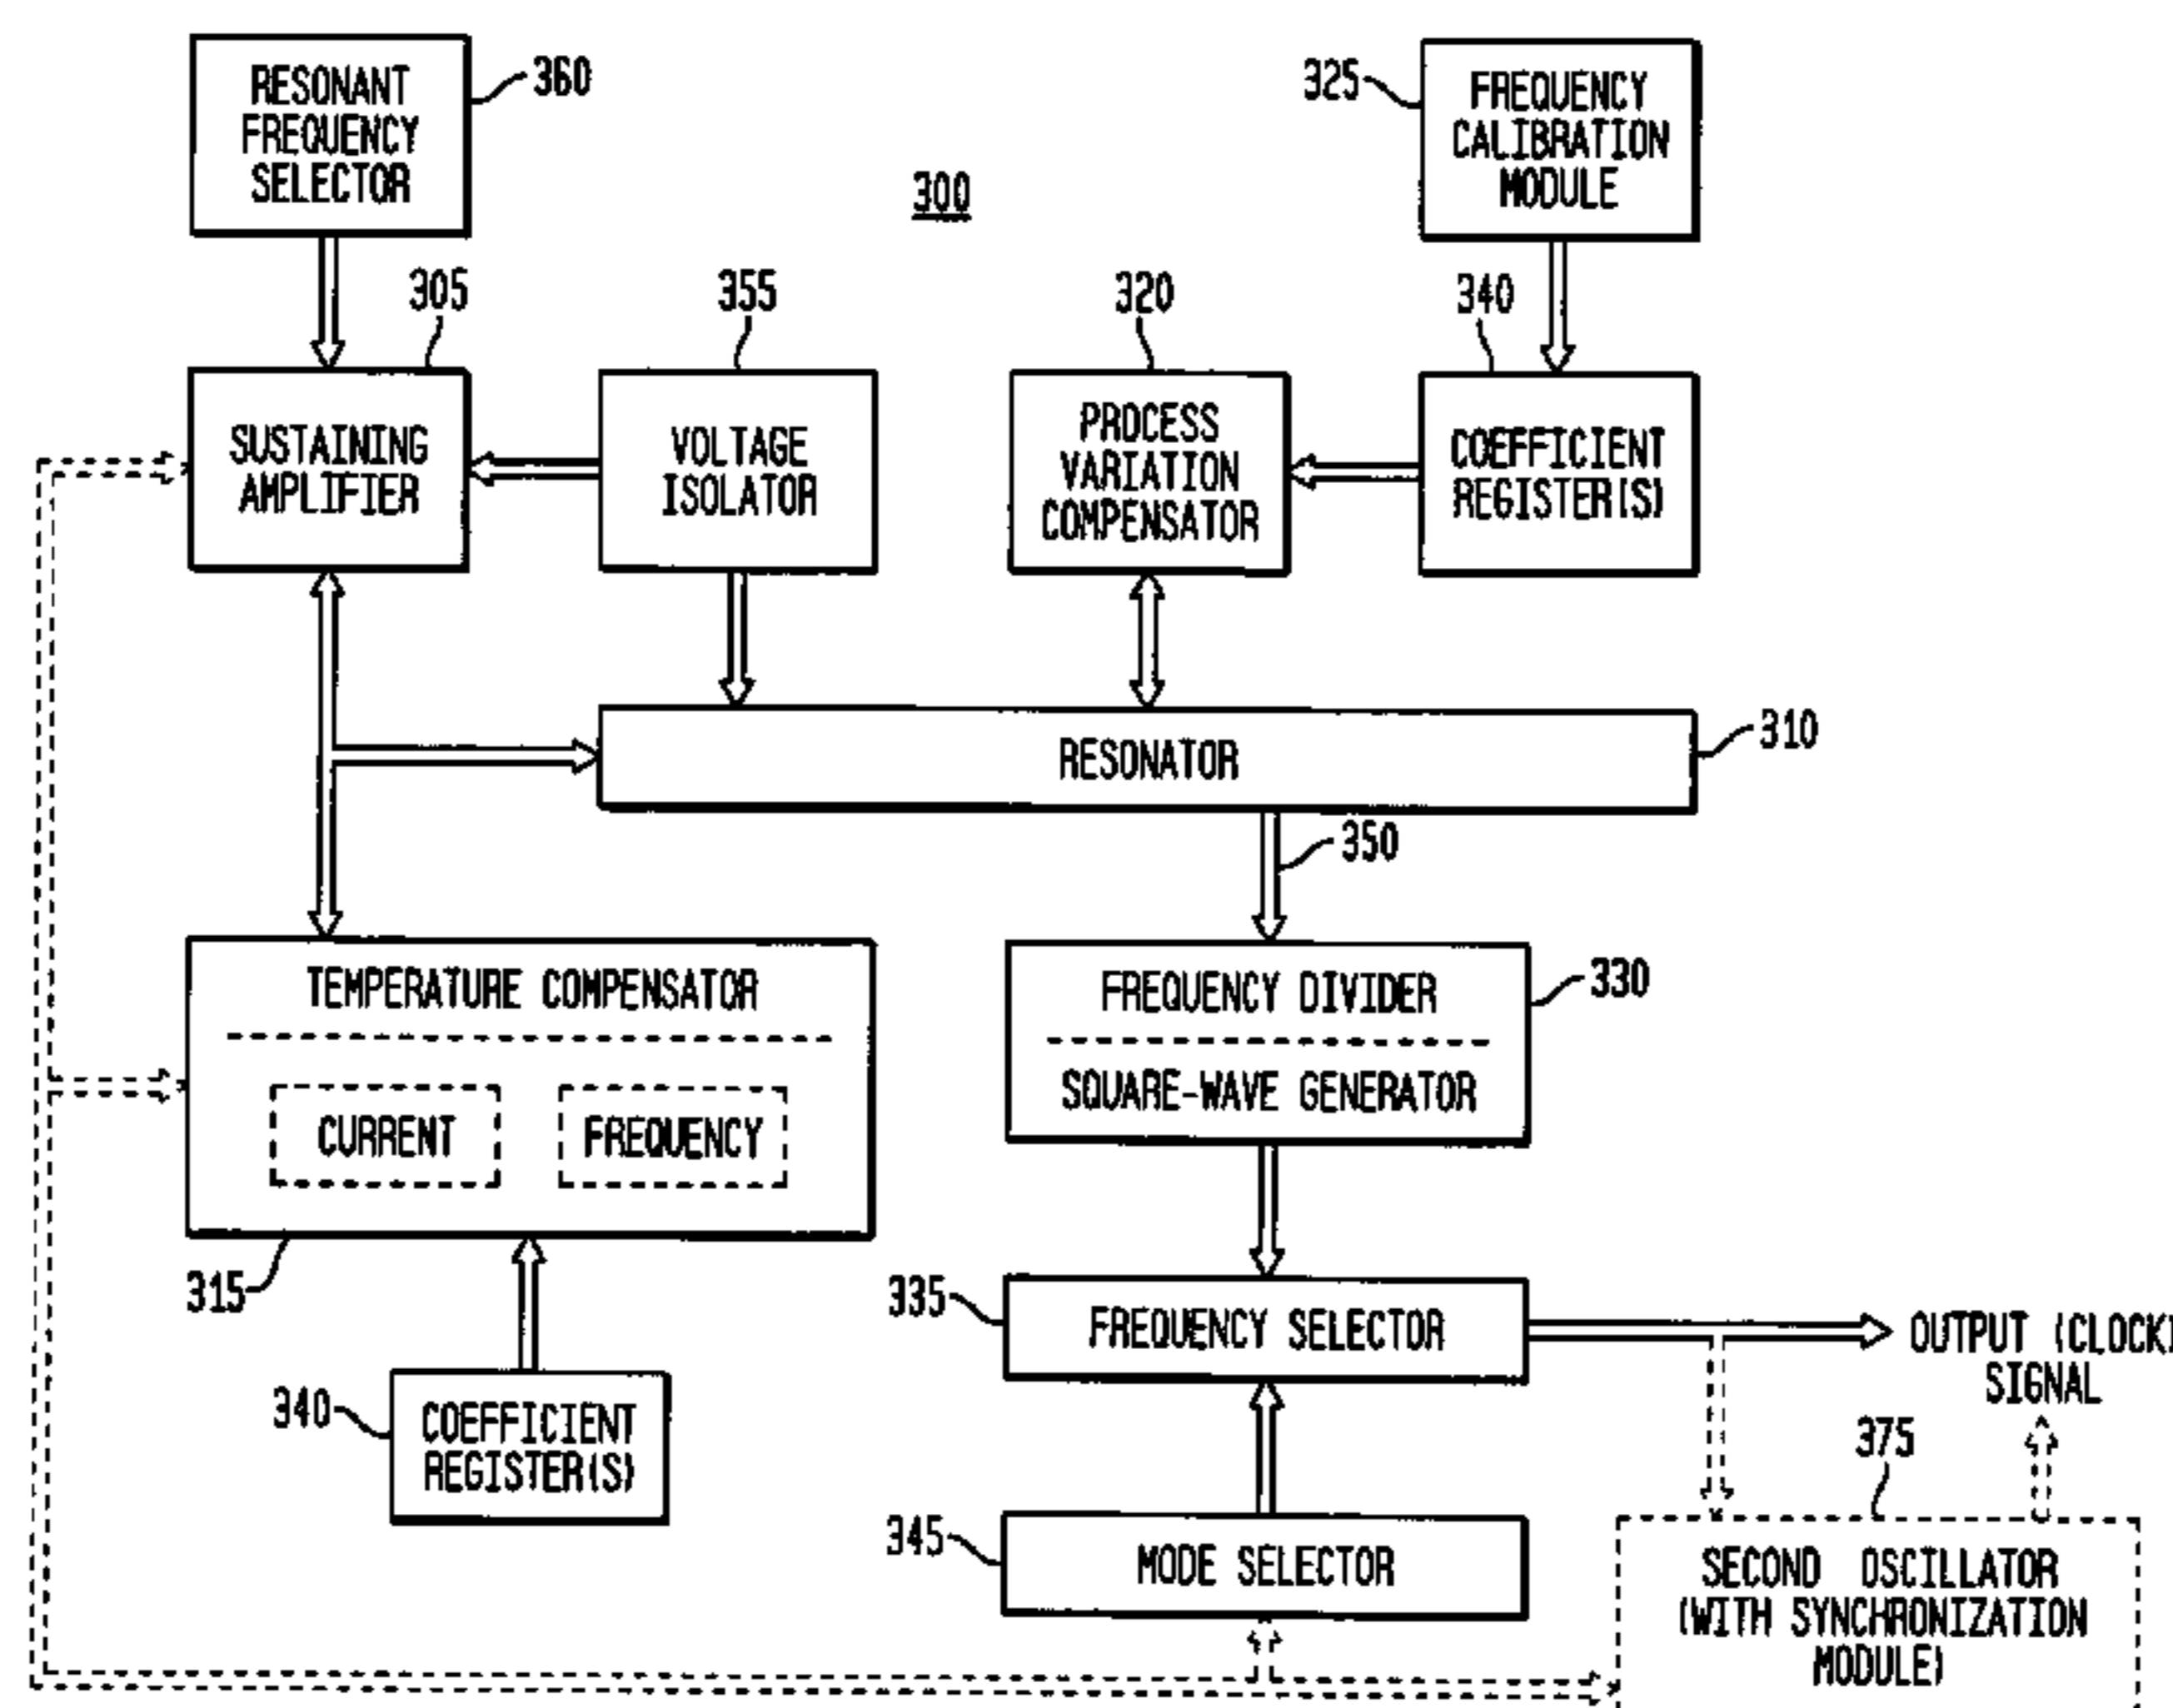 RESONANT
FREQUENCY
SELECTOR
360
325
FREQUENCY
CALIBRATION
MODULE
300
305
355
320
340
SUSTAINING
AMPLIFIER
VOLTAGE
ISOLATOR
PROCESS
VARIATION
COMPENSATOR
COEFFICIENT
REGISTER(S)
RESONATOR
310
350
TEMPERATURE COMPENSATOR
CURRENT
FREQUENCY
315
FREQUENCY DIVIDER
SQUARE-WAVE GENERATOR
330
335
FREQUENCY SELECTOR
OUTPUT (CLOCK)
SIGNAL
340
COEFFICIENT
REGISTER(S)
345
MODE SELECTOR
375
SECOND OSCILLATOR
(WITH SYNCHRONIZATION
MODULE)